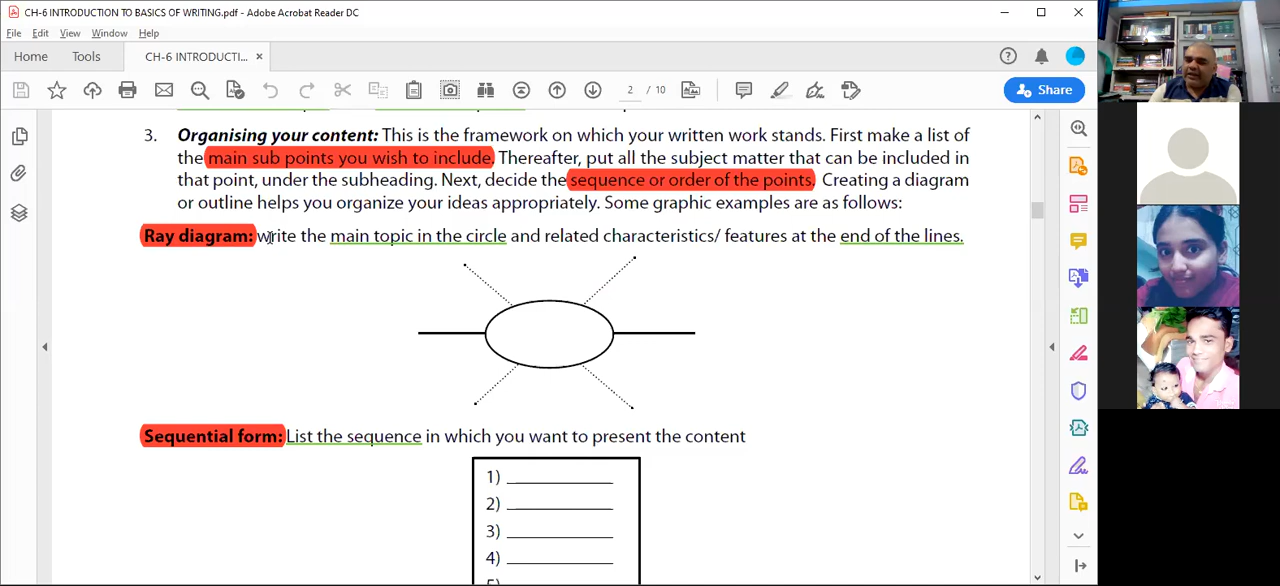 CH-6 INTRODUCTION TO BASICS OF WRITING.pdf - Adobe Acrobat Reader DC
File Edit View Window Help
Home Tools CH-6 INTRODUCTI... ×
2 / 10
Share
3. Organising your content: This is the framework on which your written work stands. First make a list of
the main sub points you wish to include. Thereafter, put all the subject matter that can be included in
that point, under the subheading. Next, decide the sequence or order of the points. Creating a diagram
or outline helps you organize your ideas appropriately. Some graphic examples are as follows:
Ray diagram: write the main topic in the circle and related characteristics/ features at the end of the lines.
Sequential form: List the sequence in which you want to present the content
1) ____________
2) ____________
3) ____________
4) ____________